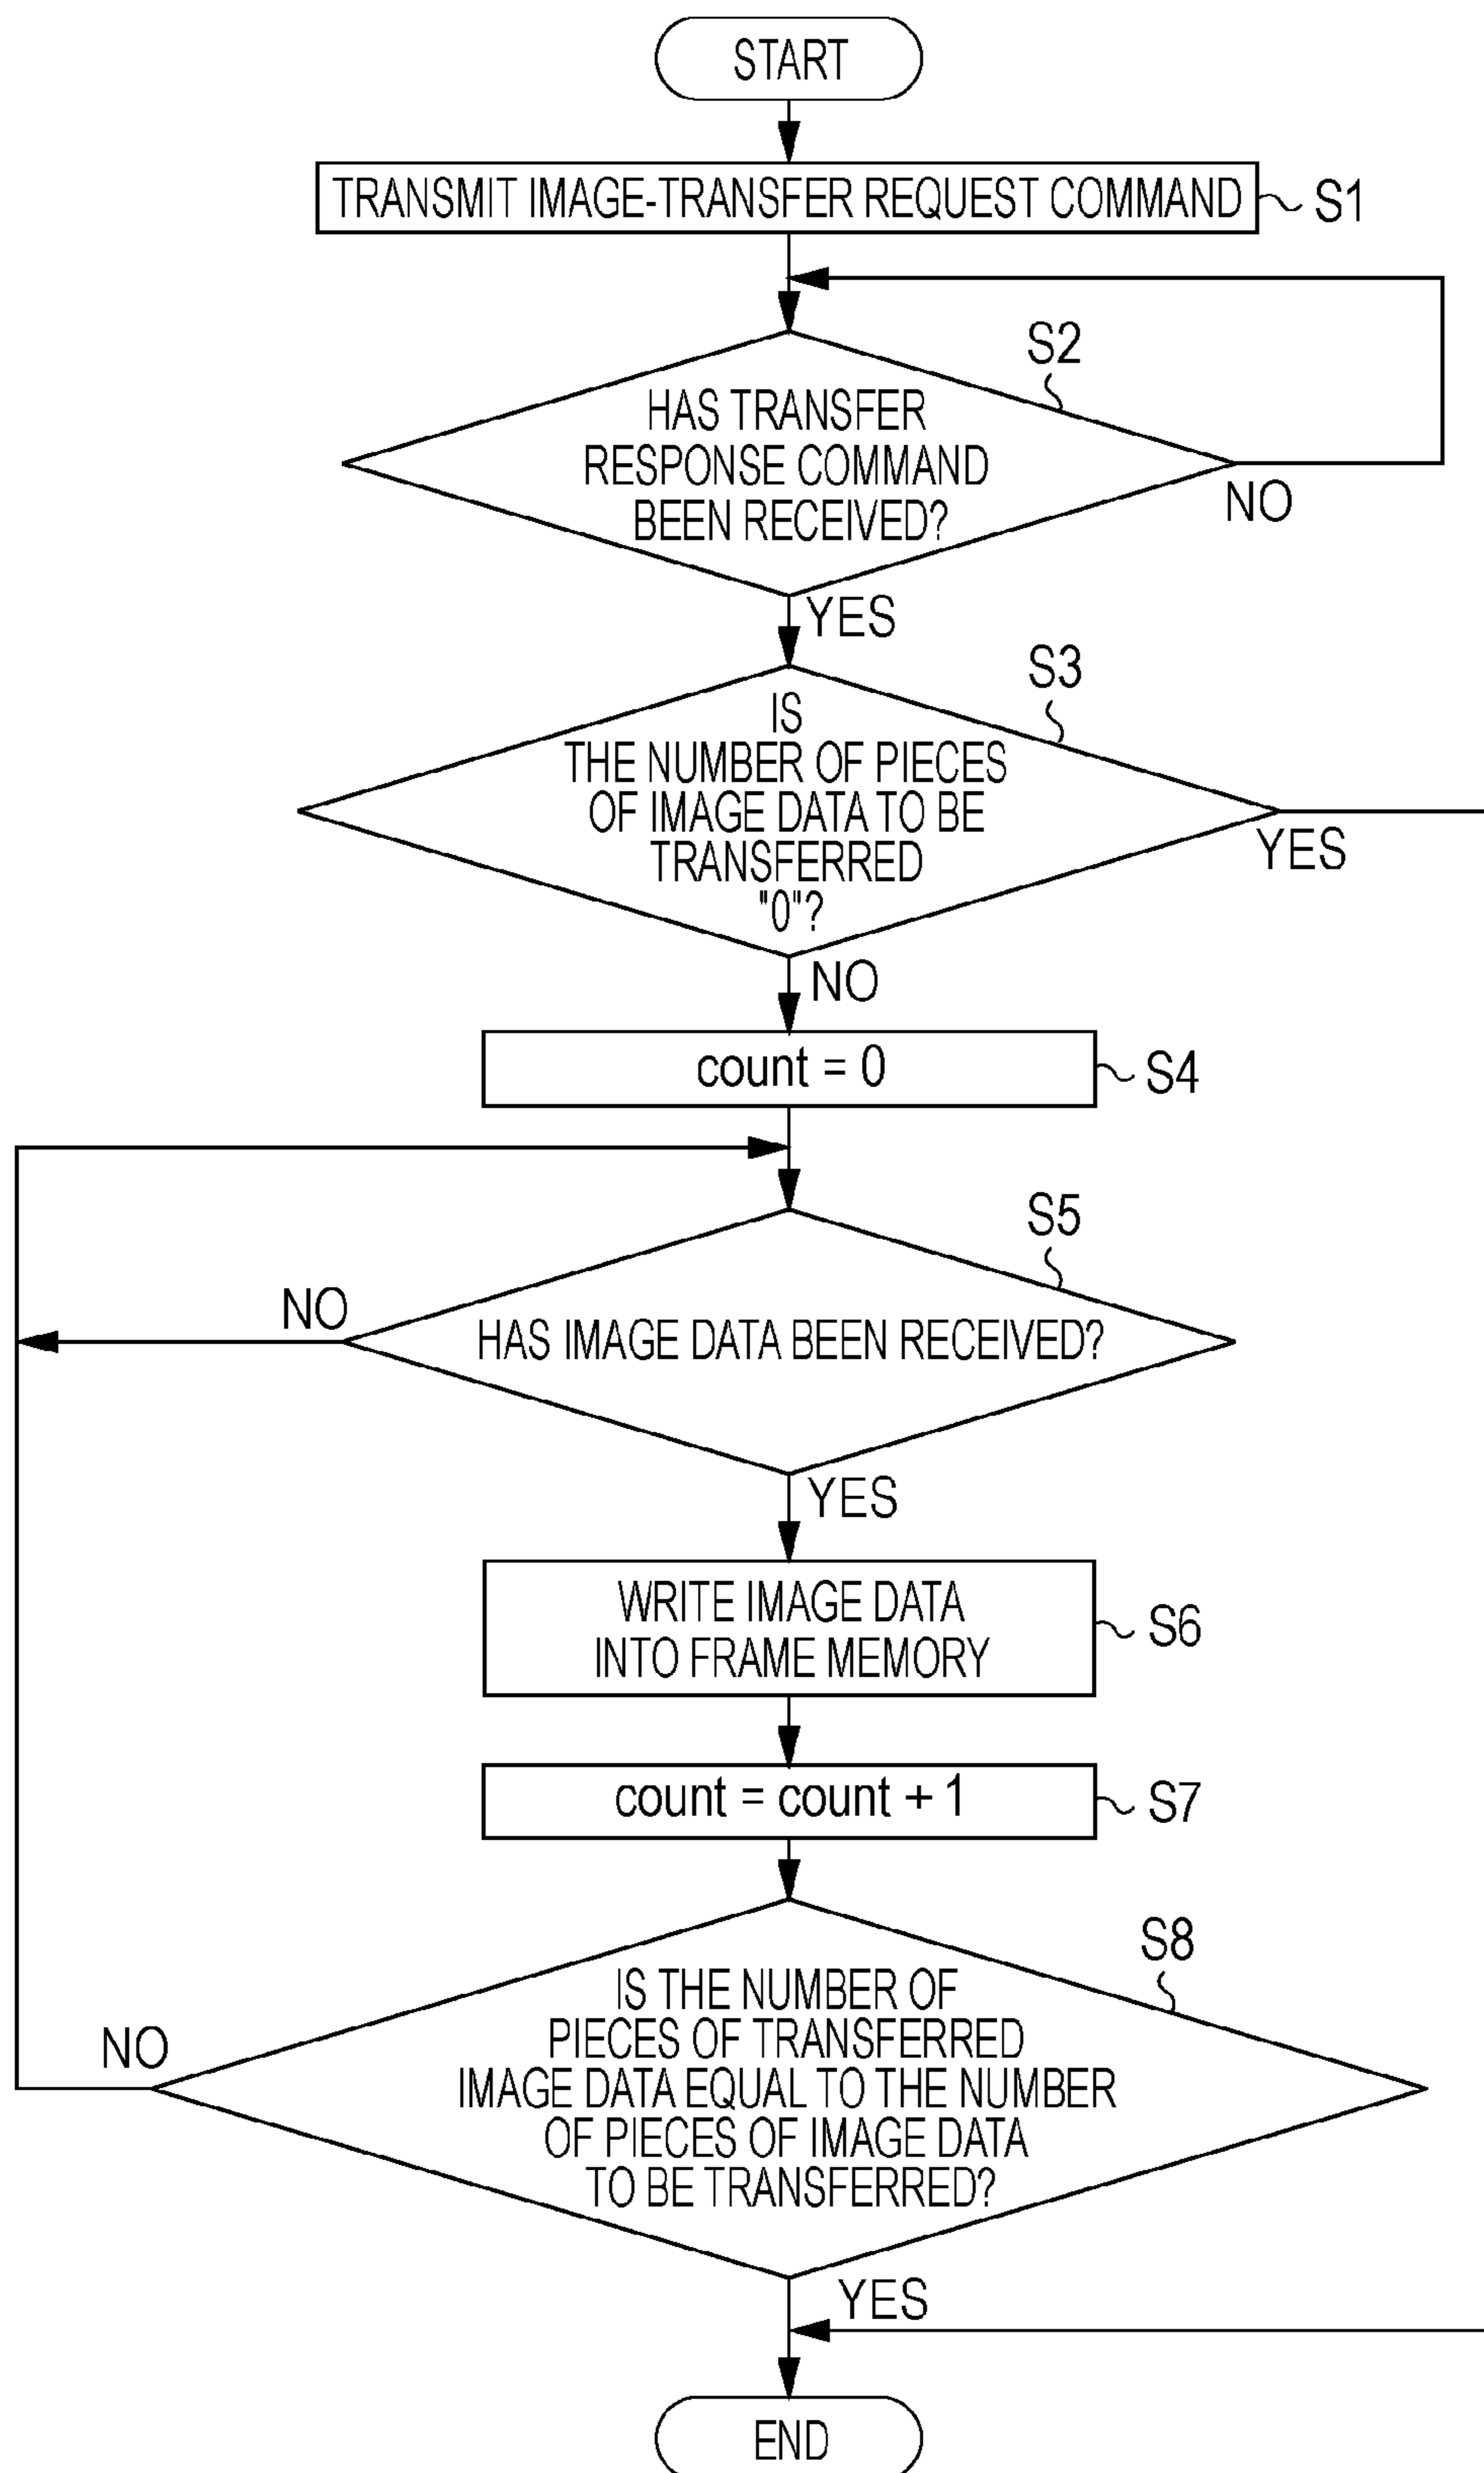 START
TRANSMIT IMAGE-TRANSFER REQUEST COMMAND
S1
S2
HAS TRANSFER
RESPONSE COMMAND
BEEN RECEIVED?
NO
YES
S3
IS
THE NUMBER OF PIECES
OF IMAGE DATA TO BE
TRANSFERRED
"0"?
YES
NO
count = 0
S4
S5
NO
HAS IMAGE DATA BEEN RECEIVED?
YES
WRITE IMAGE DATA
INTO FRAME MEMORY
S6
count = count + 1
S7
S8
IS THE NUMBER OF
PIECES OF TRANSFERRED
IMAGE DATA EQUAL TO THE NUMBER
OF PIECES OF IMAGE DATA
TO BE TRANSFERRED?
NO
YES
END